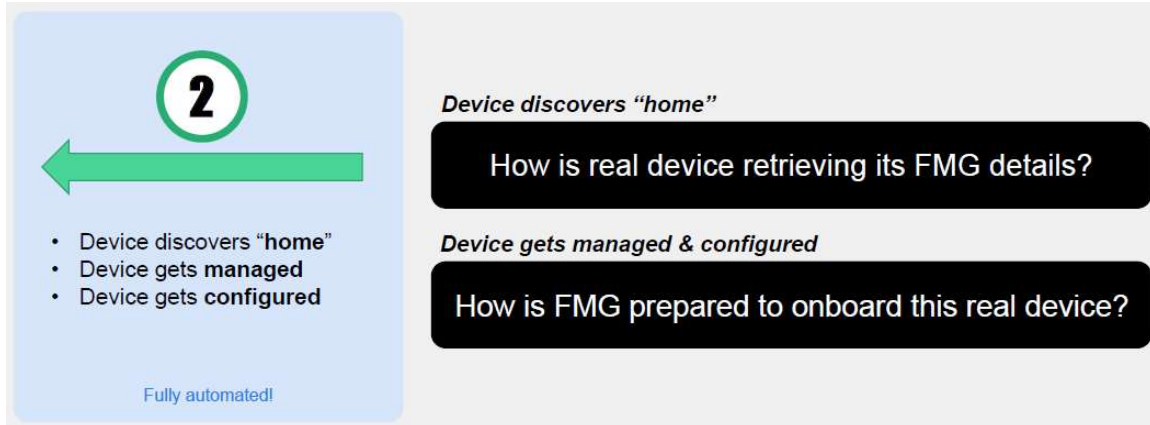 2
• Device discovers “home”
• Device gets managed
• Device gets configured
Fully automated!
Device discovers “home”
How is real device retrieving its FMG details?
Device gets managed & configured
How is FMG prepared to onboard this real device?